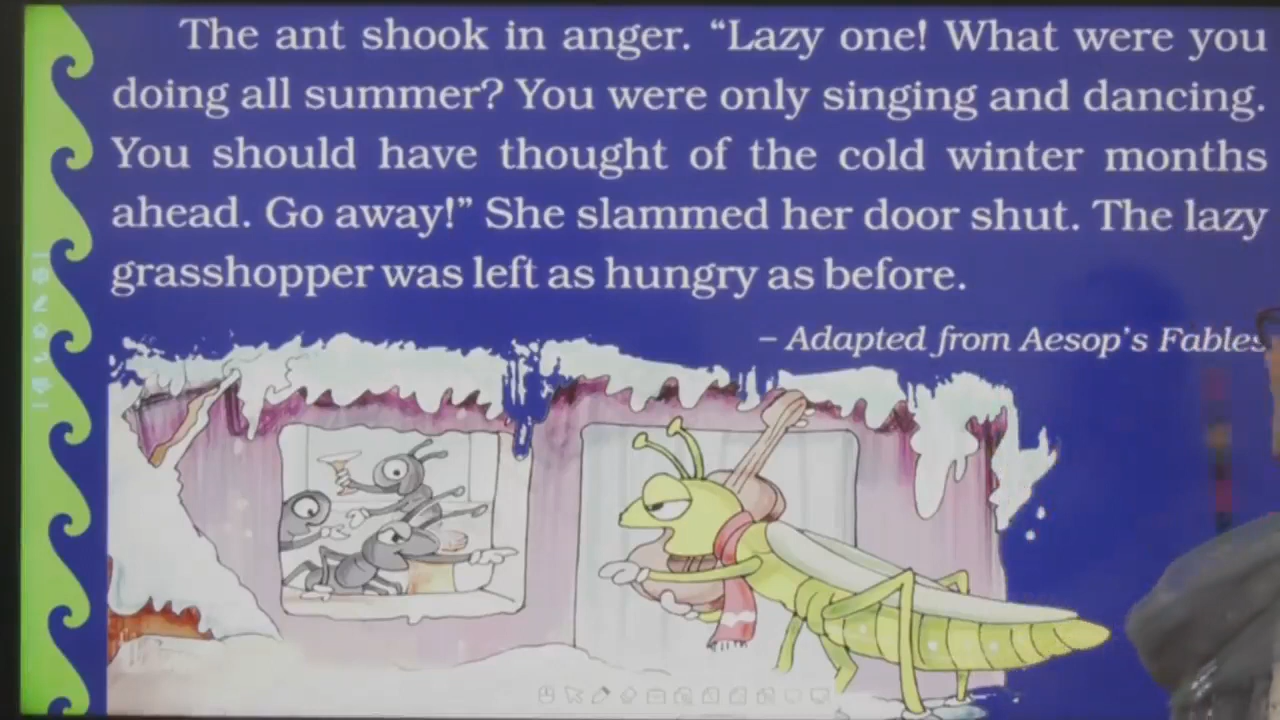 The ant shook in anger. “Lazy one! What were you
doing all summer? You were only singing and dancing.
You should have thought of the cold winter months
ahead. Go away!” She slammed her door shut. The lazy
grasshopper was left as hungry as before.
– Adapted from Aesop’s Fables